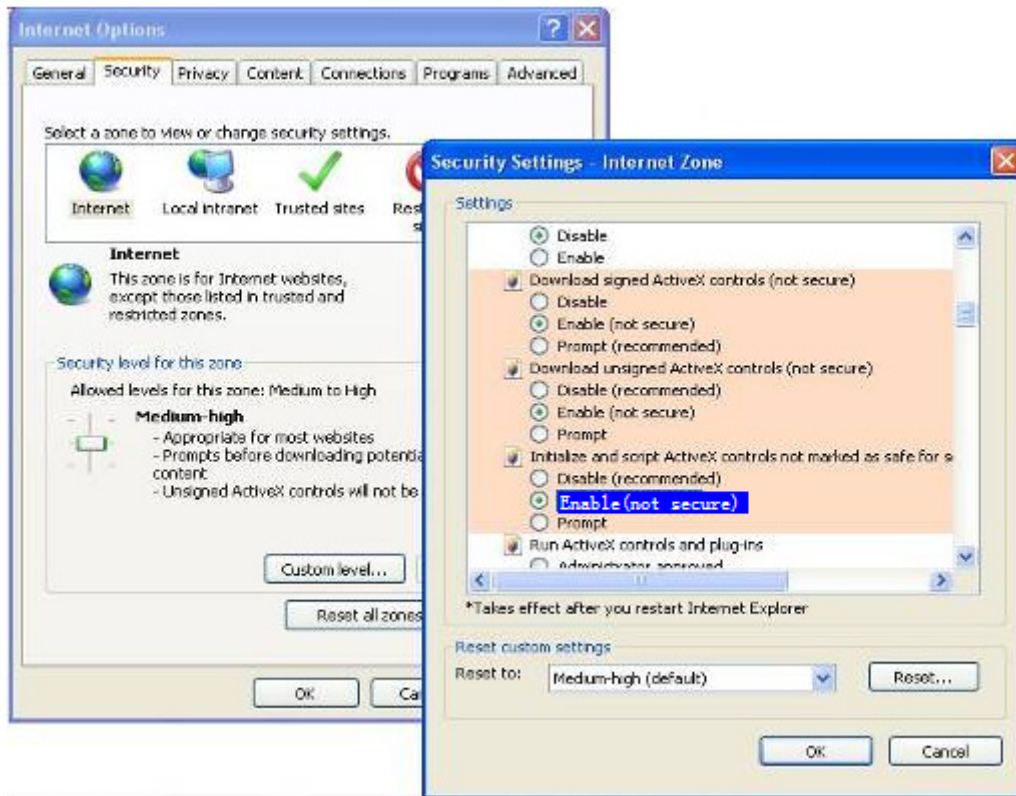 Internet Options
General Security Privacy Content Connections Programs Advanced
Select a zone to view or change security settings.
Internet Local intranet Trusted sites
Internet
This zone is for Internet websites,
except those listed in trusted and
restricted zones.
Security level for this zone
Allowed levels for this zone: Medium to High
Medium-high
- Appropriate for most websites
- Prompts before downloading
content
- Unsigned ActiveX controls will not be
Custom level...
Reset all zones
OK
Security Settings - Internet Zone
Settings
Disable
Enable
Download signed ActiveX controls (not secure)
Disable
Enable (not secure)
Prompt (recommended)
Download unsigned ActiveX controls (not secure)
Disable (recommended)
Enable (not secure)
Prompt
Initialize and script ActiveX controls not marked as safe for s
Disable (recommended)
Enable(not secure)
Prompt
Run ActiveX controls and plug-ins
Administrator approved
*Takes effect after you restart Internet Explorer
Reset custom settings
Reset to: Medium-high (default) Reset...
OK Cancel